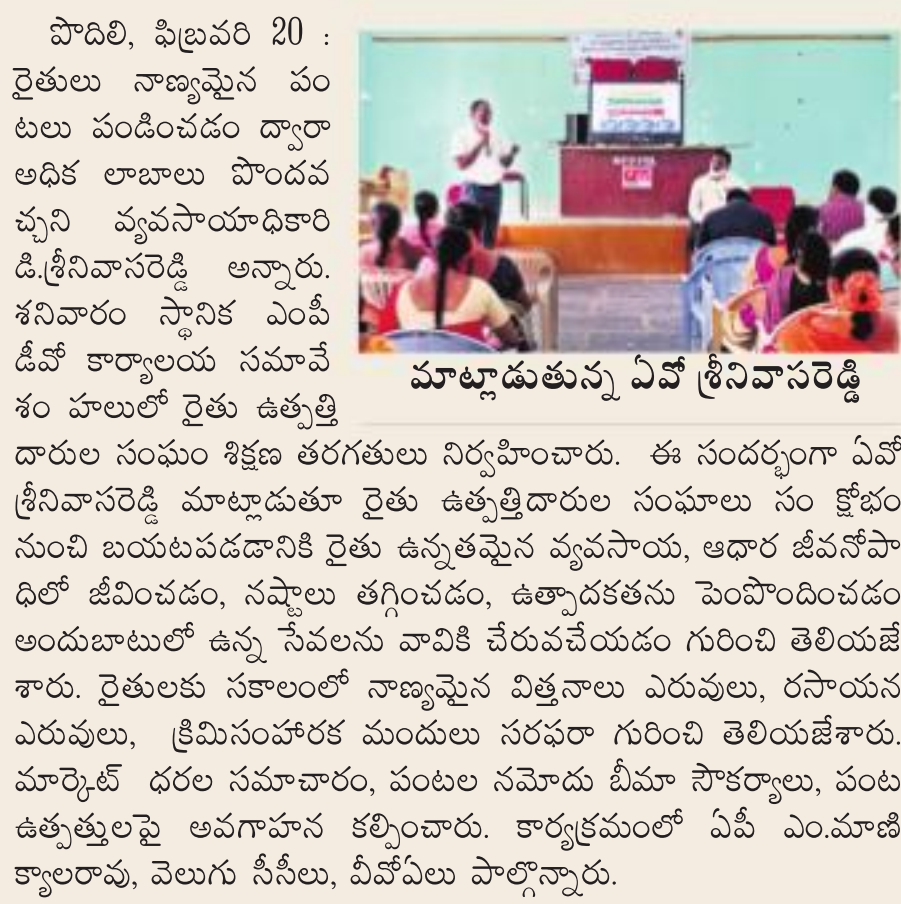 పొదిలి, ఫిబ్రవరి 20 :
రైతులు నాణ్యమైన పం
టలు పండించడం ద్వారా
అధిక లాబాలు పొందవ
చ్చని వ్యవసాయాధికారి
డి.శ్రీనివాసరెడ్డి అన్నారు.
శనివారం స్థానిక ఎంపీ
డీవో కార్యాలయ సమావే
శం హలులో రైతు ఉత్పత్తి
మాట్లాడుతున్న ఏవో శ్రీనివాసరెడ్డి
దారుల సంఘం శిక్షణ తరగతులు నిర్వహించారు. ఈ సందర్భంగా ఏవో
శ్రీనివాసరెడ్డి మాట్లాడుతూ రైతు ఉత్పత్తిదారుల సంఘాలు సం క్షోభం
నుంచి బయటపడడానికి రైతు ఉన్నతమైన వ్యవసాయ, ఆధార జీవనోపా
ధిలో జీవించడం, నష్టాలు తగ్గించడం, ఉత్పాదకతను పెంపొందించడం
అందుబాటులో ఉన్న సేవలను వావికి చేరువచేయడం గురించి తెలియజే
శారు. రైతులకు సకాలంలో నాణ్యమైన విత్తనాలు ఎరువులు, రసాయన
ఎరువులు, క్రిమిసంహారక మందులు సరఫరా గురించి తెలియజేశారు.
మార్కెట్ ధరల సమాచారం, పంటల నమోదు బీమా సౌకర్యాలు, పంట
ఉత్పత్తులపై అవగాహన కల్పించారు. కార్యక్రమంలో ఏపీ ఎం.మాణి
క్యాలరావు, వెలుగు సీసీలు, వీవోఏలు పాల్గొన్నారు.